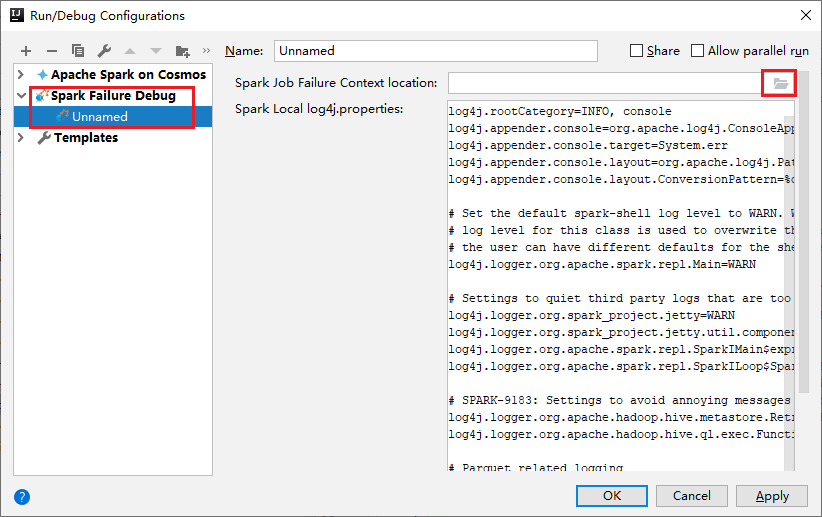 Run/Debug Configurations
Apache Spark on Cosmos
Spark Failure Debug
Unnamed
Templates
Name: Unnamed
Share
Allow parallel run
Spark Job Failure Context location:
Spark Local log4j.properties:
log4j.rootCategory=INFO, console
log4j.appender.console=org.apache.log4j.ConsoleApp
log4j.appender.console.target=System.err
log4j.appender.console.layout=org.apache.log4j.Pat
log4j.appender.console.layout.ConversionPattern=%d
# Set the default spark-shell log level to WARN. W
# log level for this class is used to overwrite th
# the user can have different defaults for the she
log4j.logger.org.apache.spark.repl.Main=WARN
# Settings to quiet third party logs that are too
log4j.logger.org.spark_project.jetty=WARN
log4j.logger.org.spark_project.jetty.util.componen
log4j.logger.org.apache.spark.repl.SparkIMain$expr
log4j.logger.org.apache.spark.repl.SparkILoop$Spar
# SPARK-9183: Settings to avoid annoying messages
log4j.logger.org.apache.hadoop.hive.metastore.Retr
log4j.logger.org.apache.hadoop.hive.ql.exec.Functi
# Parquet related logging
?
OK
Cancel
Apply